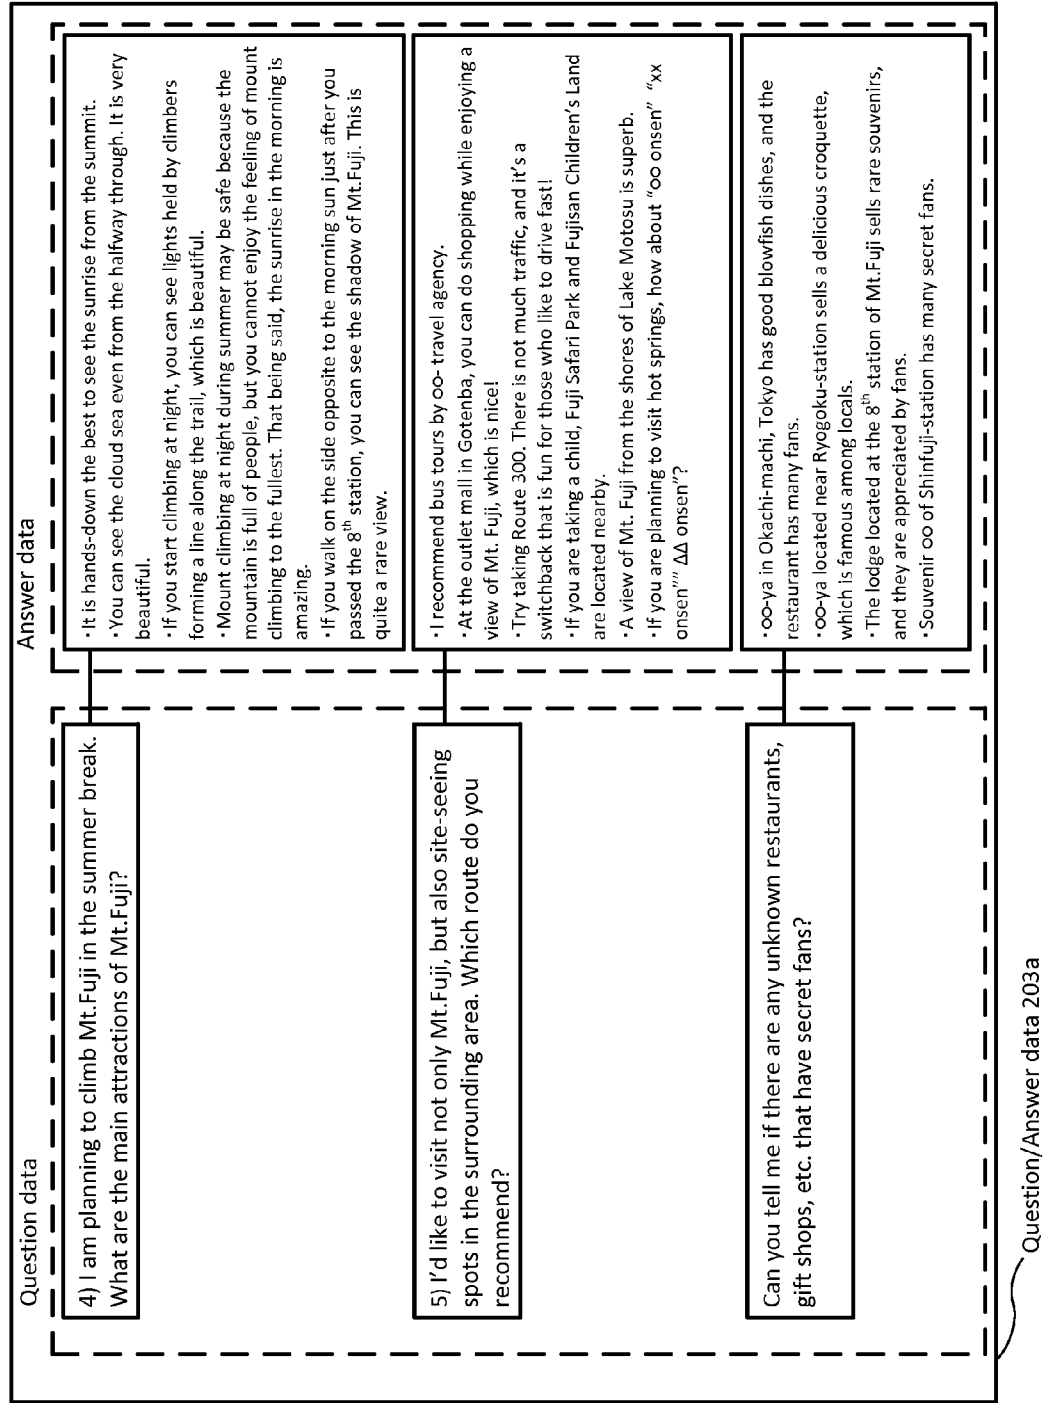 Question data
Answer data
4) I am planning to climb Mt.Fuji in the summer break.
What are the main attractions of Mt.Fuji?
・It is hands-down the best to see the sunrise from the summit.
・You can see the cloud sea even from the halfway through. It is very
beautiful.
・If you start climbing at night, you can see lights held by climbers
forming a line along the trail, which is beautiful.
・Mount climbing at night during summer may be safe because the
mountain is full of people, but you cannot enjoy the feeling of mount
climbing to the fullest. That being said, the sunrise in the morning is
amazing.
・If you walk on the side opposite to the morning sun just after you
passed the 8th station, you can see the shadow of Mt.Fuji. This is
quite a rare view.
5) I’d like to visit not only Mt.Fuji, but also site-seeing
spots in the surrounding area. Which route do you
recommend?
・I recommend bus tours by oo- travel agency.
・At the outlet mall in Gotenba, you can do shopping while enjoying a
view of Mt. Fuji, which is nice!
・Try taking Route 300. There is not much traffic, and it’s a
switchback that is fun for those who like to drive fast!
・If you are taking a child, Fuji Safari Park and Fujisan Children’s Land
are located nearby.
・A view of Mt. Fuji from the shores of Lake Motosu is superb.
・If you are planning to visit hot springs, how about “oo onsen” “xx
onsen”” ΔΔ onsen”?
Can you tell me if there are any unknown restaurants,
gift shops, etc. that have secret fans?
・oo-ya in Okachi-machi, Tokyo has good blowfish dishes, and the
restaurant has many fans.
・oo-ya located near Ryogoku-station sells a delicious croquette,
which is famous among locals.
・The lodge located at the 8th station of Mt.Fuji sells rare souvenirs,
and they are appreciated by fans.
・Souvenir oo of Shinfuji-station has many secret fans.
Question/Answer data 203a